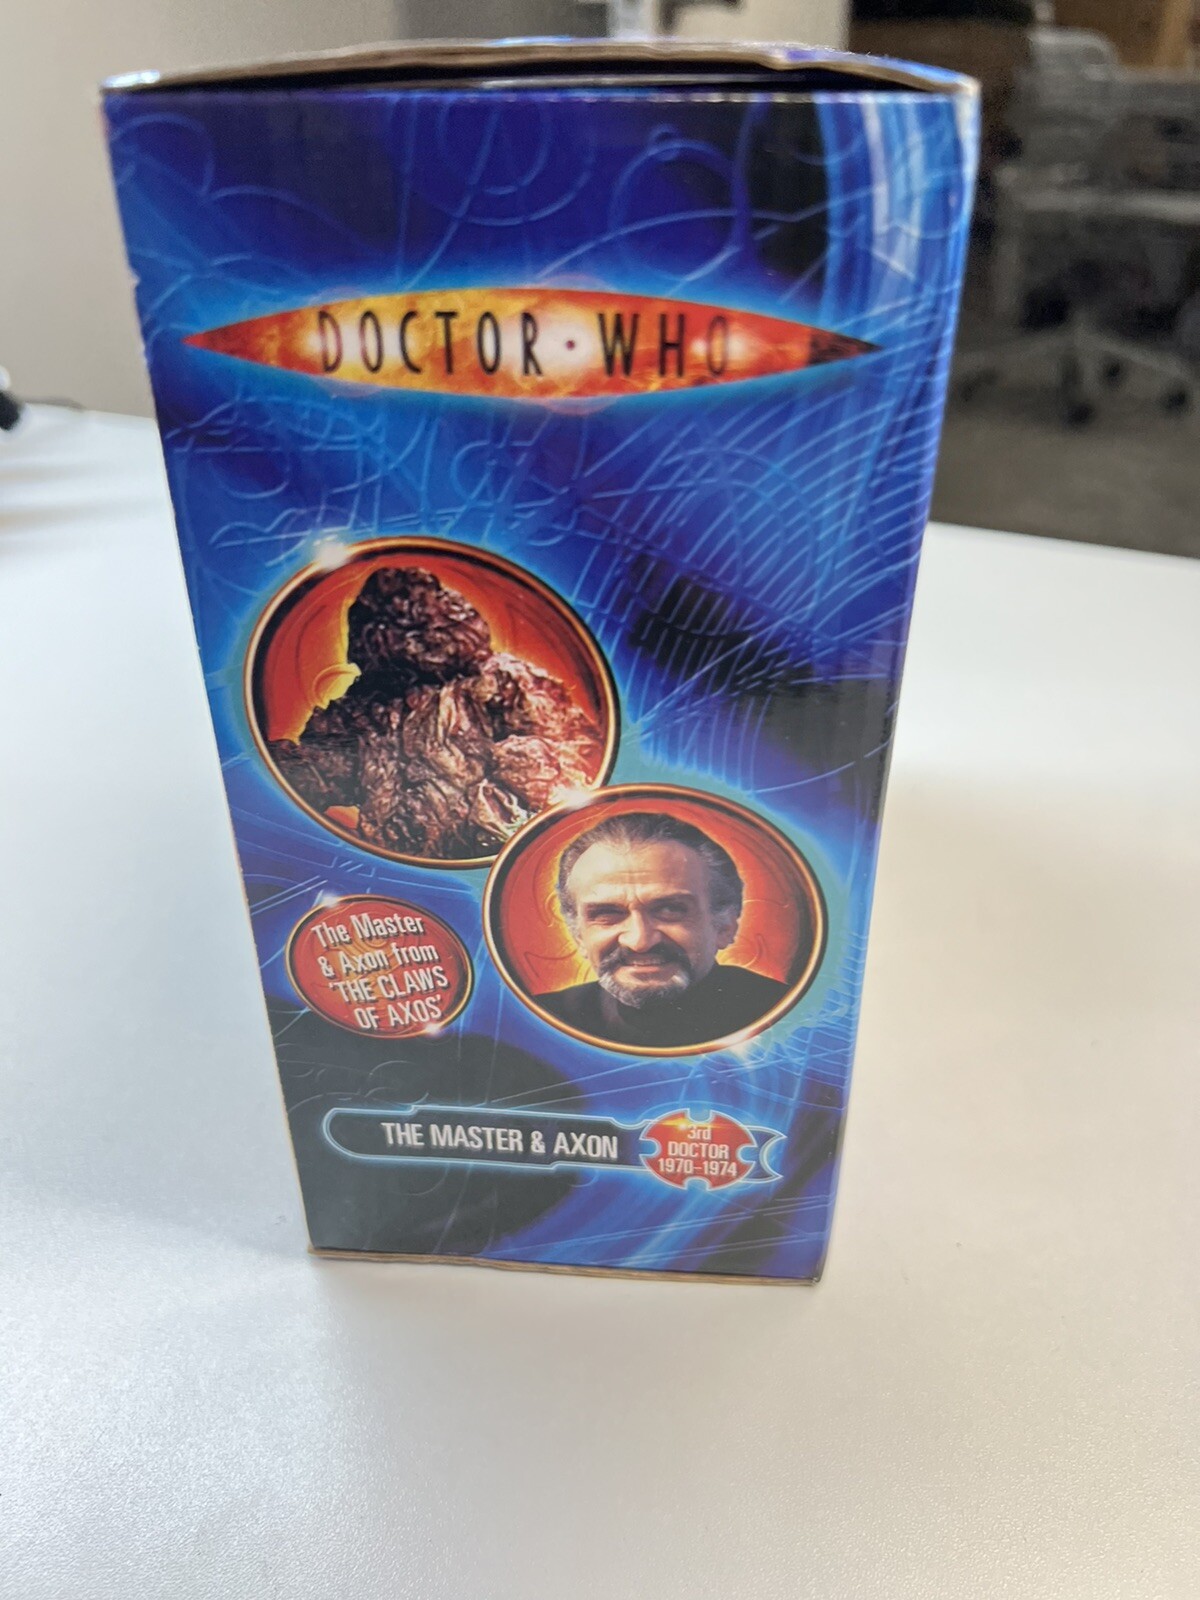 DOCTOR·WHO
The Master
& Axon from
'THE CLAWS
OF AXOS'
THE MASTER & AXON
3rd
DOCTOR
1970-1974